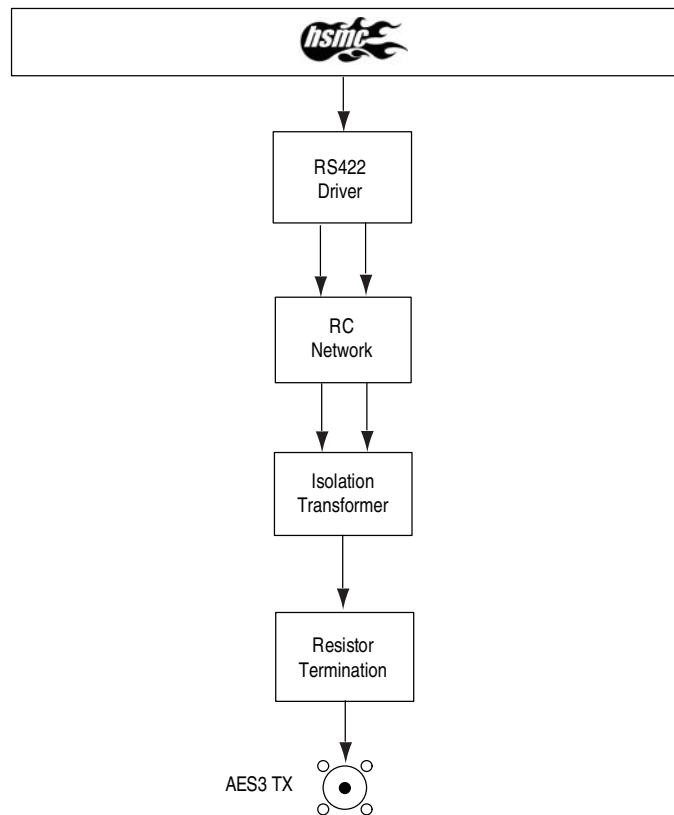 hsmc
RS422
Driver
RC
Network
Isolation
Transformer
Resistor
Termination
AES3 TX